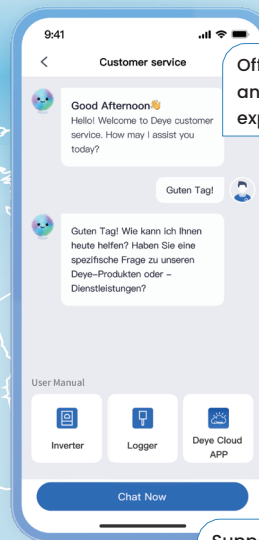 9:41
Customer service
Off
an
exp
Good Afternoon👋
Hello! Welcome to Deye customer
service. How may I assist you
today?
Guten Tag!
Guten Tag! Wie kann ich Ihnen
heute helfen? Haben Sie eine
spezifische Frage zu unseren
Deye-Produkten oder –
Dienstleistungen?
User Manual
Inverter
Logger
Deye Cloud
APP
Chat Now